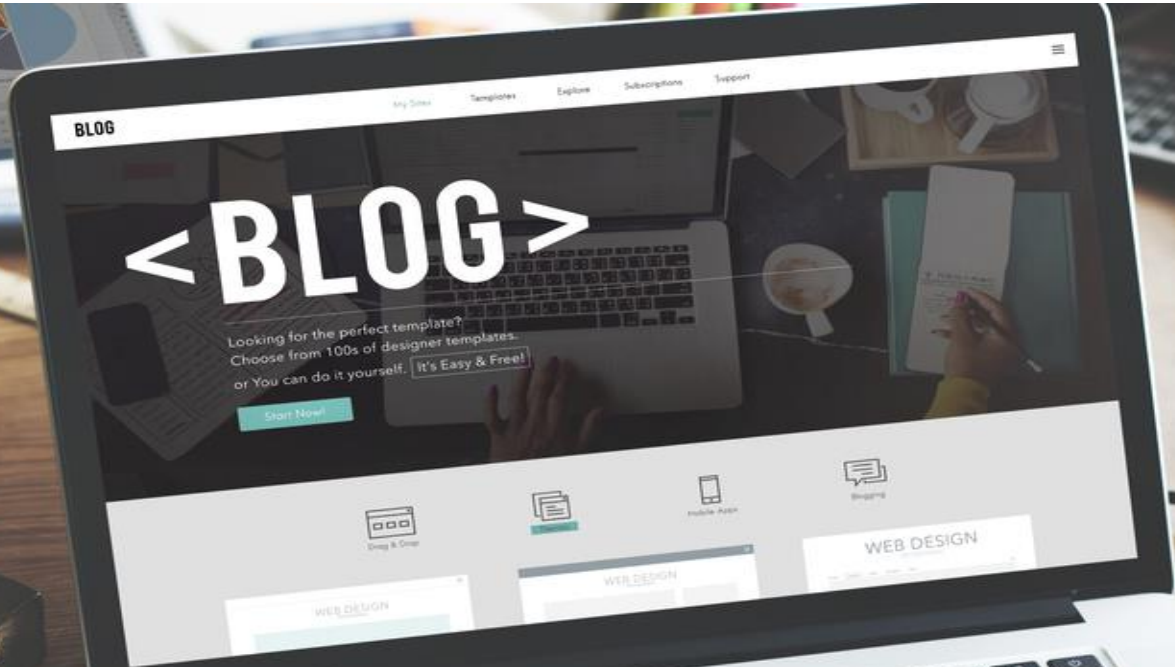 BLOG
My Sites Templates Explore Subscriptions Support
<BLOG>
Looking for the perfect template?
Choose from 100s of designer templates.
or You can do it yourself. It's Easy & Free!
Start Now!
Drag & Drop
Mobile Apps
Blogging
WEB DESIGN
WEB DESIGN
WEB DESIGN